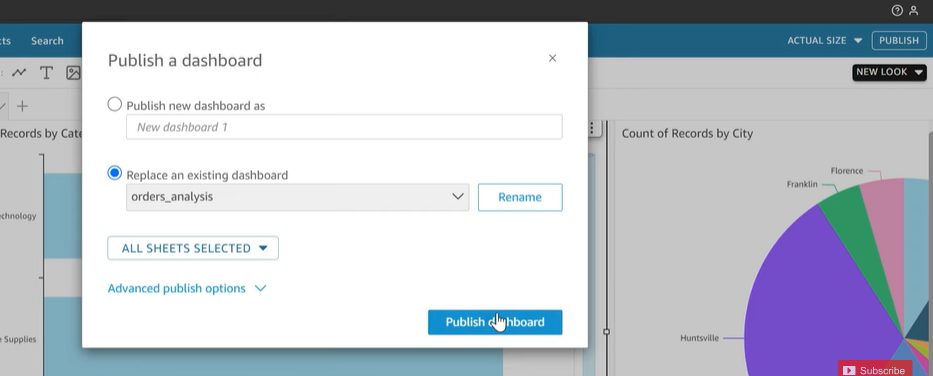 cts Search
ACTUAL SIZE
PUBLISH
NEW LOOK
Publish a dashboard
Publish new dashboard as
New dashboard 1
Replace an existing dashboard
orders_analysis
Rename
ALL SHEETS SELECTED
Advanced publish options
Publish dashboard
Records by Cate
chnology
e Supplies
Count of Records by City
Florence
Franklin
Huntsville
Subscribe